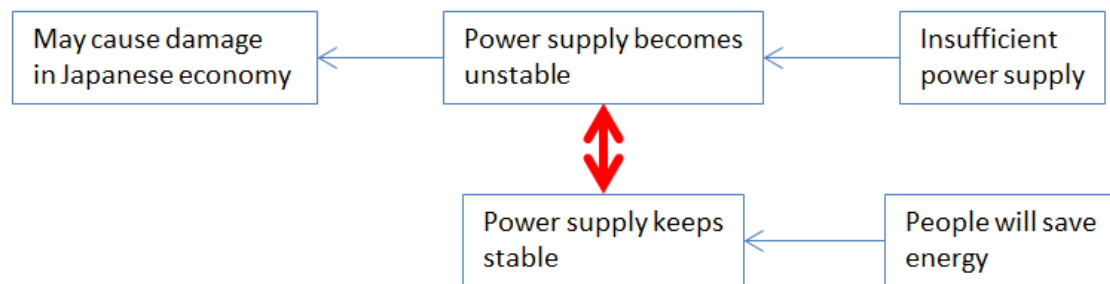 May cause damage
in Japanese economy
Power supply becomes
unstable
Insufficient
power supply
Power supply keeps
stable
People will save
energy